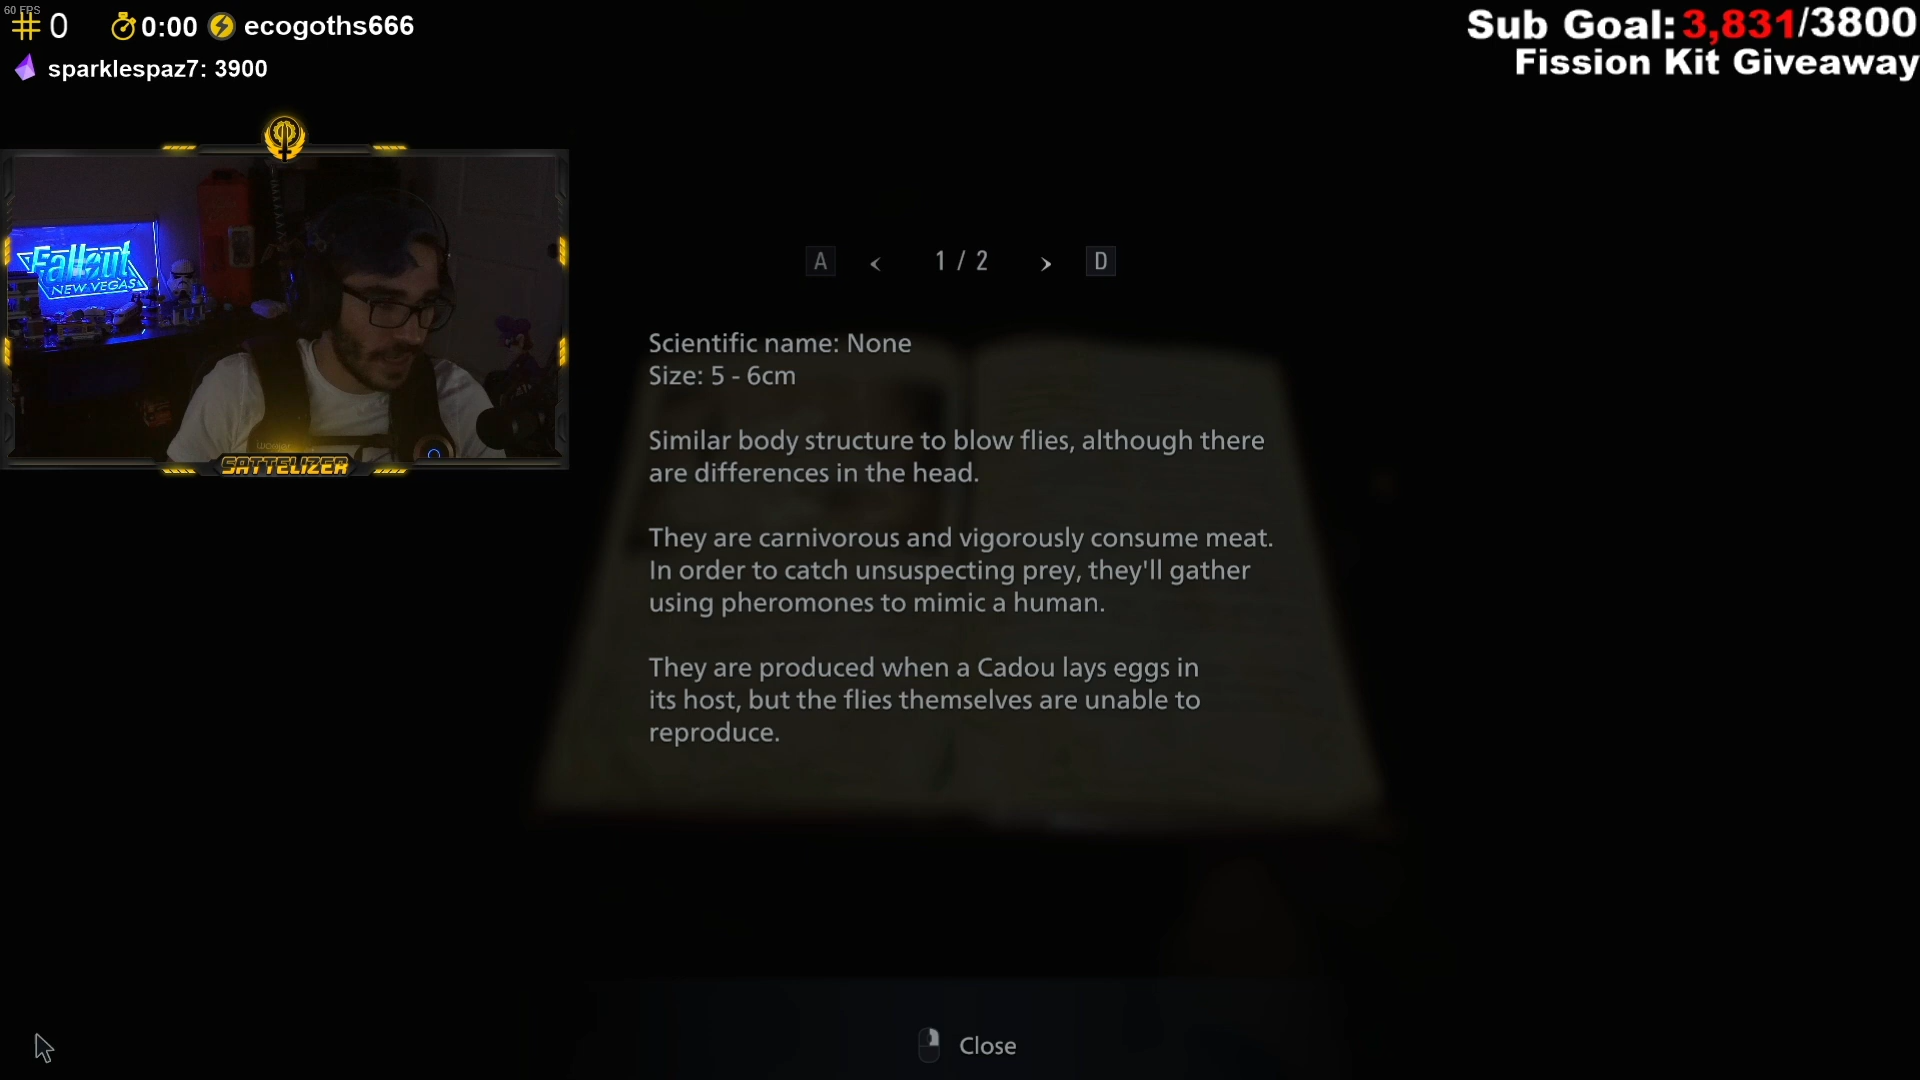 60 FPS
0
0:00 ecogoths666
sparklespaz7: 3900
Sub Goal: 3,831/3800
Fission Kit Giveaway
Fallout
NEW VEGAS
SATTELIZER
A < 1 / 2 > D
Scientific name: None
Size: 5 - 6cm
Similar body structure to blow flies, although there
are differences in the head.
They are carnivorous and vigorously consume meat.
In order to catch unsuspecting prey, they'll gather
using pheromones to mimic a human.
They are produced when a Cadou lays eggs in
its host, but the flies themselves are unable to
reproduce.
Close